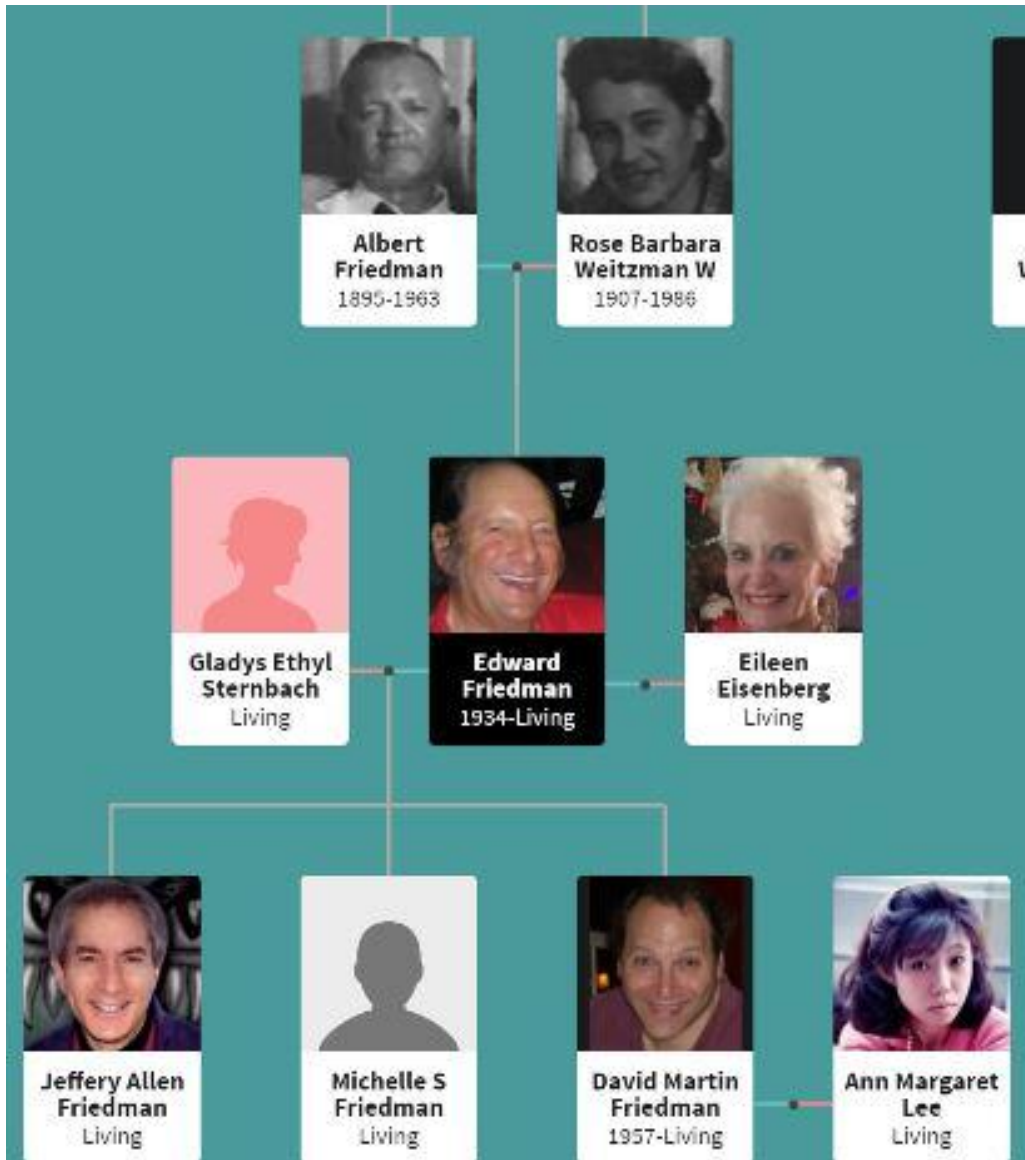 Albert
Friedman
1895-1963
Rose Barbara
Weitzman W
1907-1986
Gladys Ethyl
Sternbach
Living
Edward
Friedman
1934-Living
Eileen
Eisenberg
Living
Jeffery Allen
Friedman
Living
Michelle S
Friedman
Living
David Martin
Friedman
1957-Living
Ann Margaret
Lee
Living